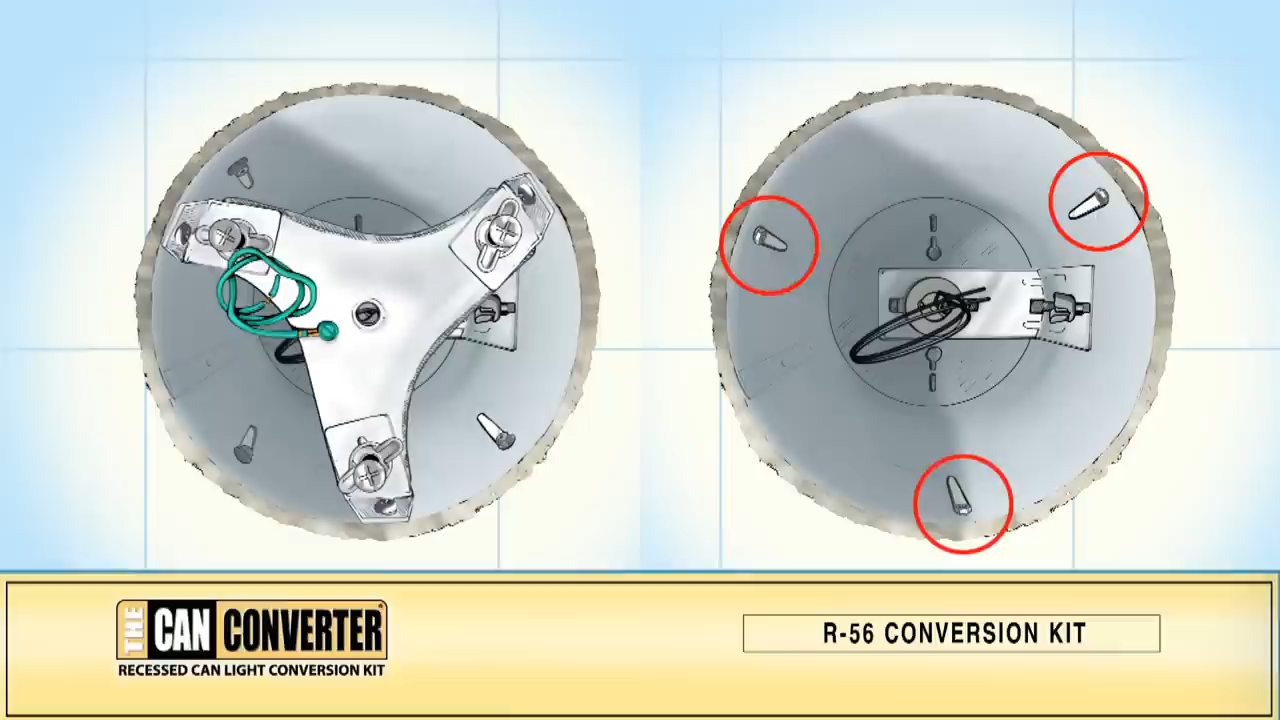 THE CAN CONVERTER
RECESSED CAN LIGHT CONVERSION KIT
R-56 CONVERSION KIT